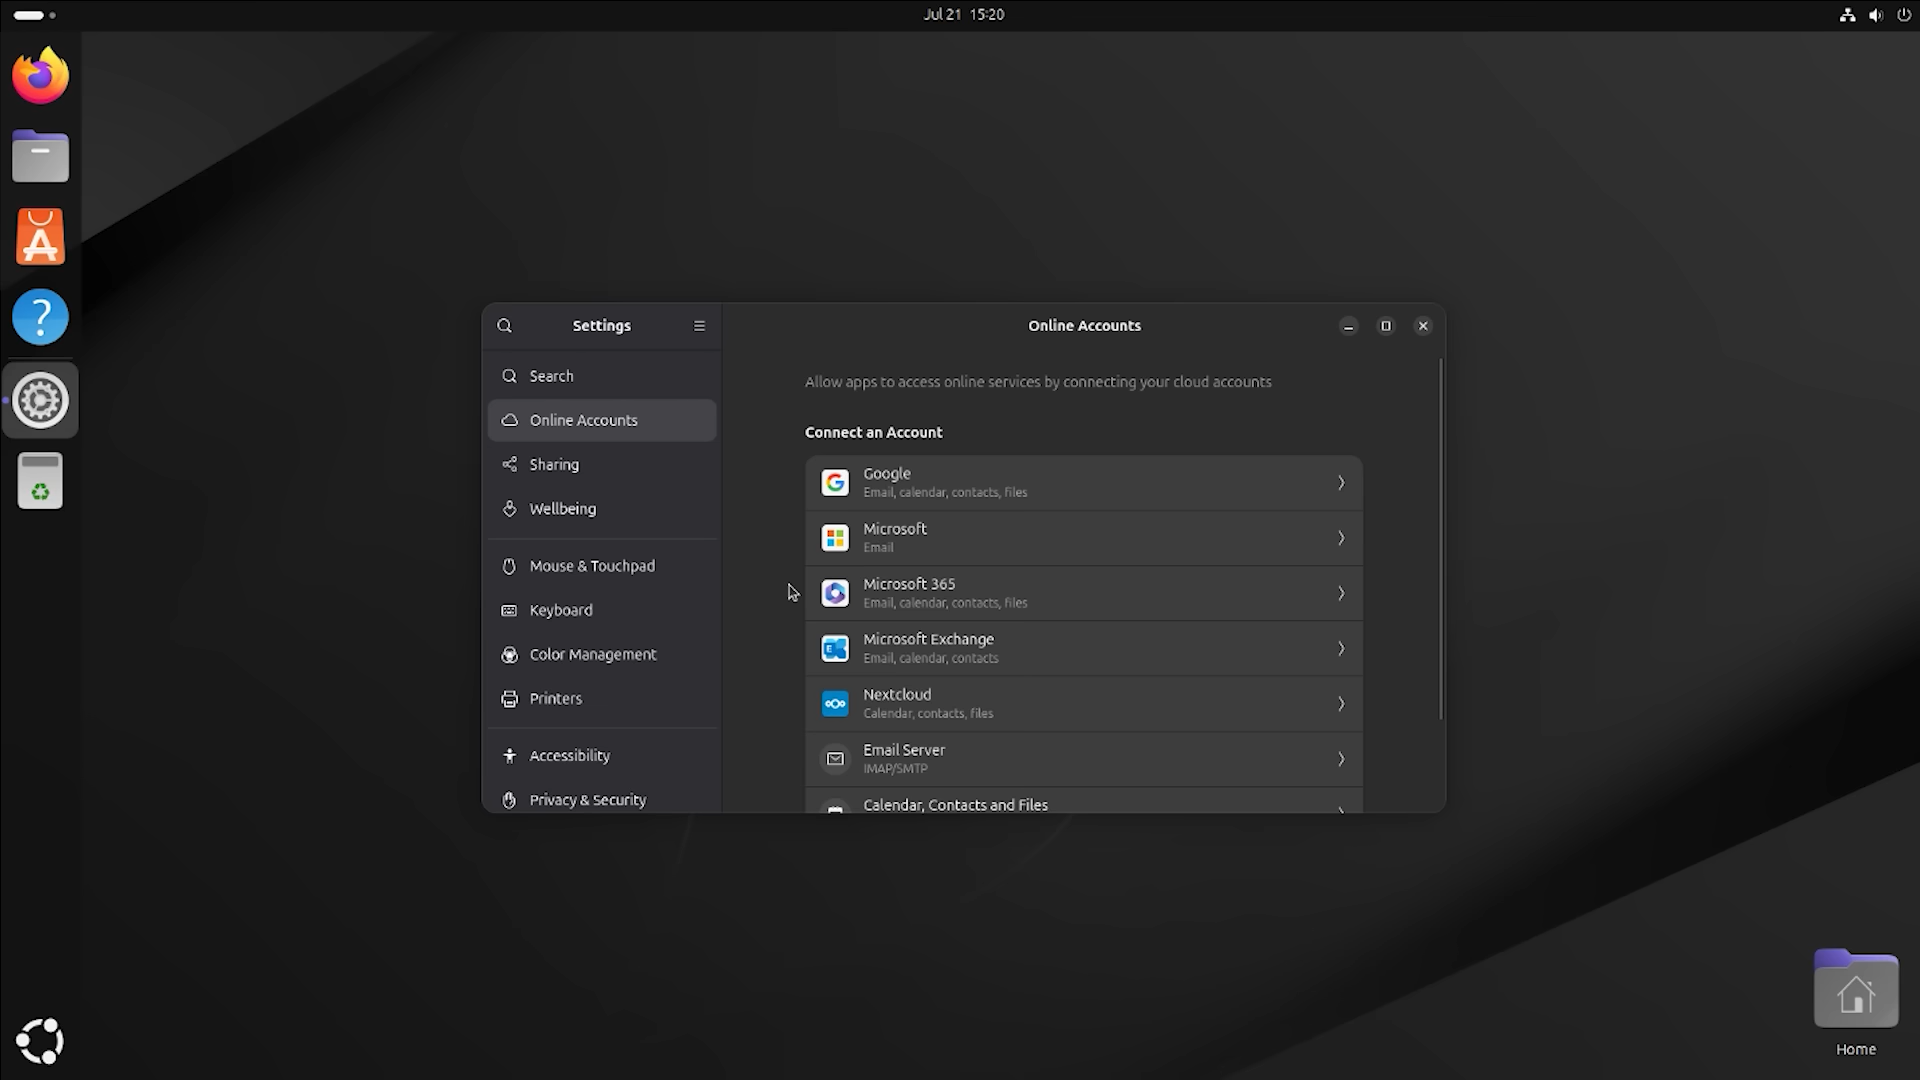 Jul 21 15:20
Settings
Search
Online Accounts
Sharing
Wellbeing
Mouse & Touchpad
Keyboard
Color Management
Printers
Accessibility
Privacy & Security
Online Accounts
Allow apps to access online services by connecting your cloud accounts
Connect an Account
Google
Email, calendar, contacts, files
Microsoft
Email
Microsoft 365
Email, calendar, contacts, files
Microsoft Exchange
Email, calendar, contacts
Nextcloud
Calendar, contacts, files
Email Server
IMAP/SMTP
Calendar, Contacts and Files
Home